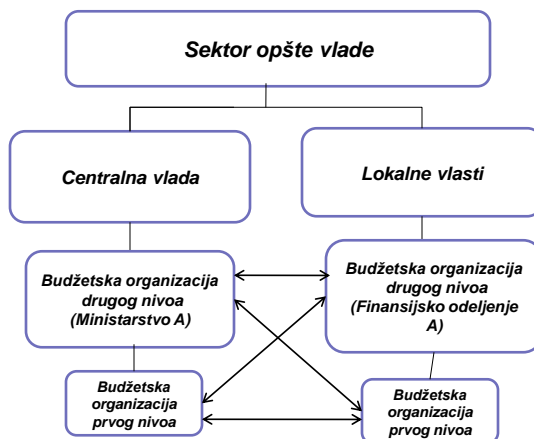 Sektor opšte vlade
Centralna vlada
Lokalne vlasti
Budžetska organizacija
drugog nivoa
(Ministarstvo A)
Budžetska organizacija
drugog nivoa
(Finansijsko odeljenje
A)
Budžetska
organizacija
prvog nivoa
Budžetska
organizacija
prvog nivoa